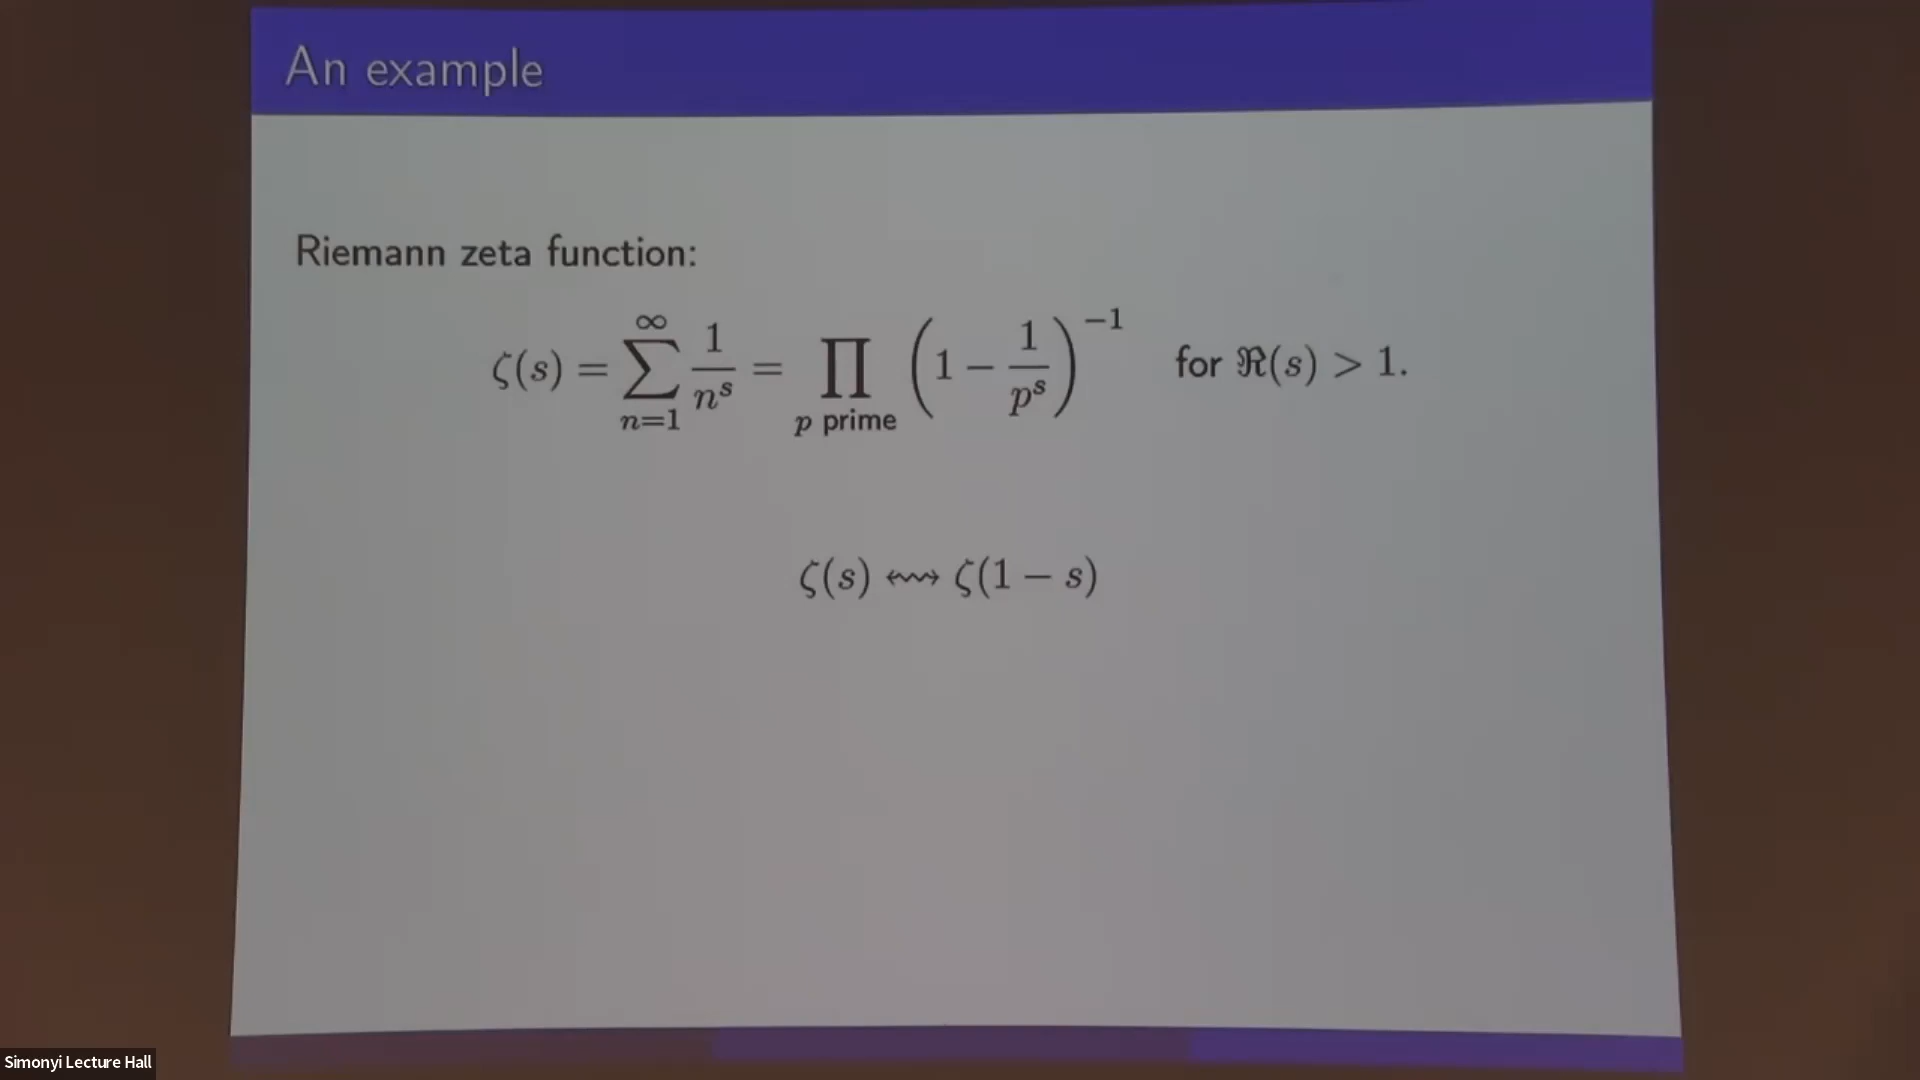 An example
Riemann zeta function:
ζ(s) = ∑_{n=1}^{∞} 1/n^s = ∏_{p prime} (1 − 1/p^s)^{−1} for ℜ(s) > 1.
ζ(s) ↭ ζ(1 − s)
Simonyi Lecture Hall